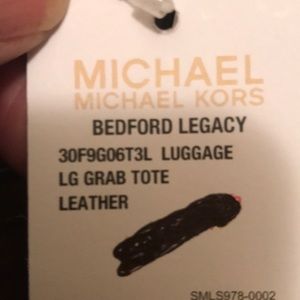 MICHAEL
MICHAEL KORS
BEDFORD LEGACY
30F9G06T3L LUGGAGE
LG GRAB TOTE
LEATHER
SMLS978-0002